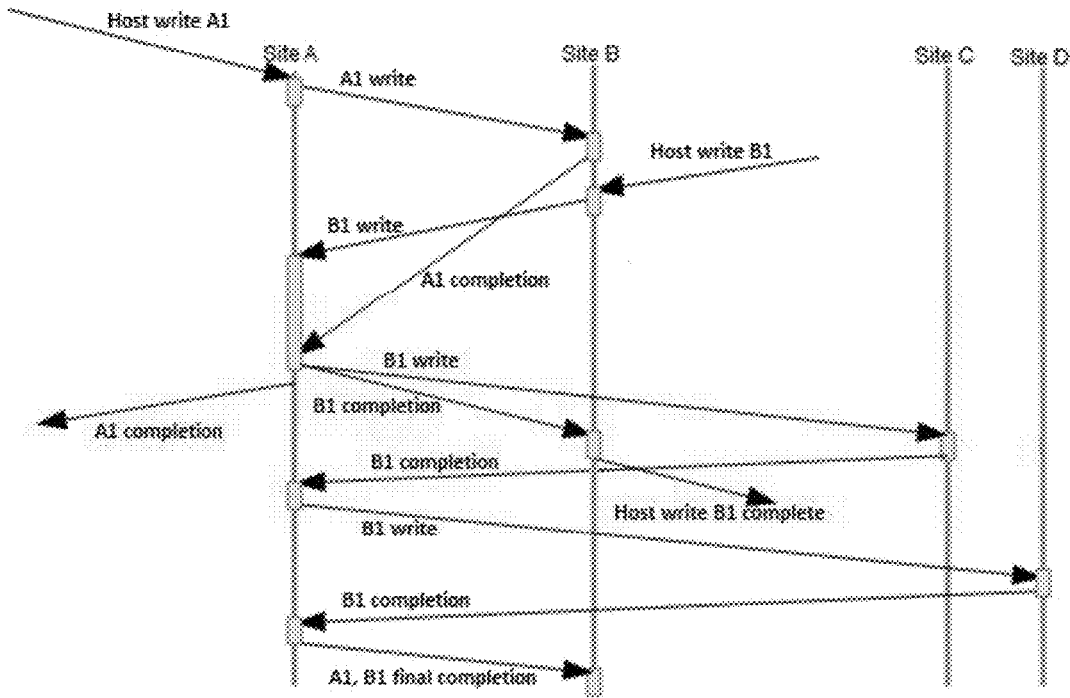 Host write A1
Site A
Site B
Site C
Site D
A1 write
Host write B1
B1 write
A1 completion
B1 write
B1 completion
A1 completion
B1 completion
Host write B1 complete
B1 write
B1 completion
A1, B1 final completion